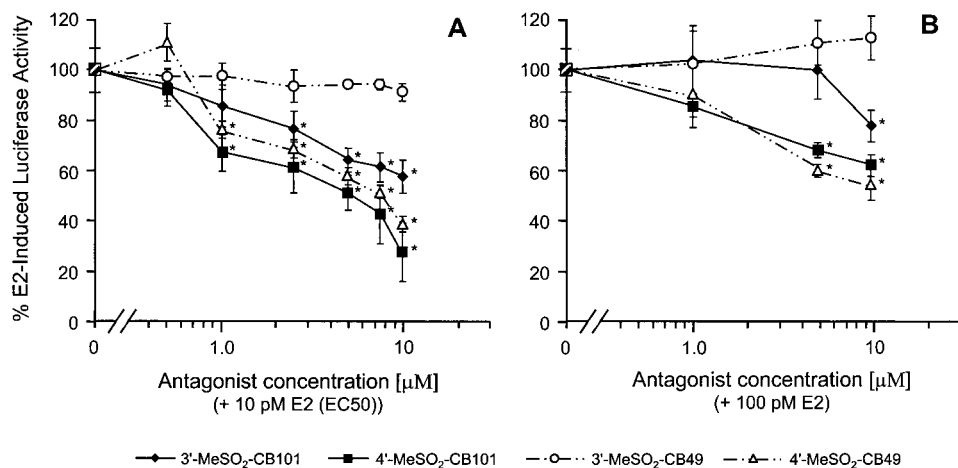 A
B
% E2-Induced Luciferase Activity
120
100
80
60
40
20
0
0
1.0
10
Antagonist concentration [µM]
(+ 10 pM E2 (EC50))
* * * * *
* * * * *
* * * * *
120
100
80
60
40
20
0
0
1.0
10
Antagonist concentration [µM]
(+ 100 pM E2)
*
* *
* *
3'-MeSO₂-CB101 4'-MeSO₂-CB101 3'-MeSO₂-CB49 4'-MeSO₂-CB49